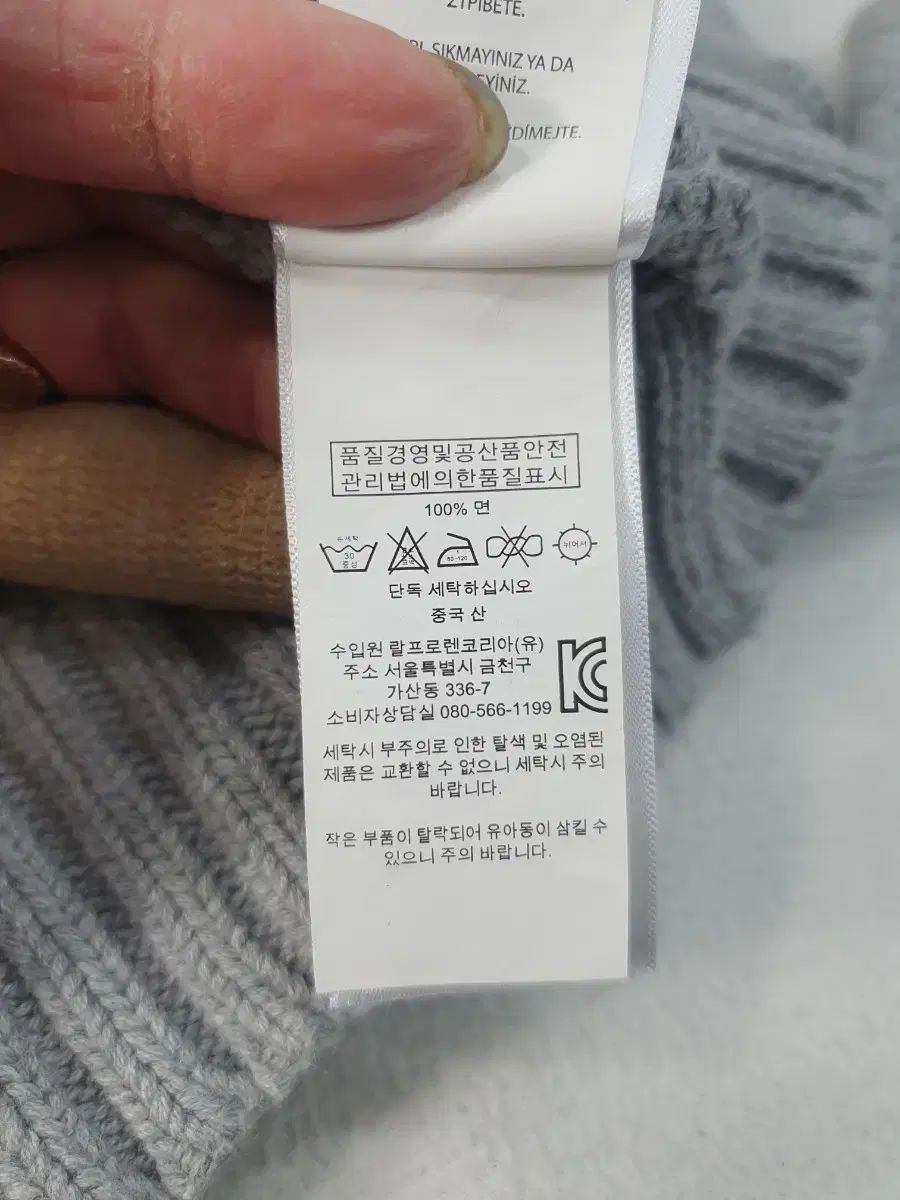 ZTPIBETE.
SIKMAYINIZ YA DA
품질경영및공산품안전
관리법에의한품질표시
100% 면
손세탁
30
중성
표백
1
80~120
뉘어서
단독 세탁하십시오
중국 산
수입원 랄프로렌코리아(유)
주소 서울특별시 금천구
가산동 336-7
소비자상담실 080-566-1199
KC
세탁시 부주의로 인한 탈색 및 오염된
제품은 교환할 수 없으니 세탁시 주의
바랍니다.
작은 부품이 탈락되어 유아동이 삼킬 수
있으니 주의 바랍니다.